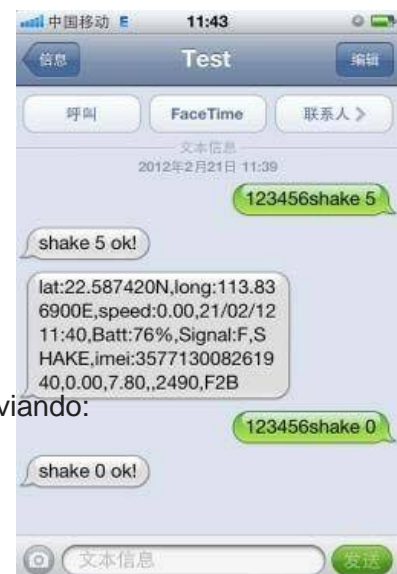 中国移动 E 11:43
信息 Test 编辑
呼叫 FaceTime 联系人 >
文本信息
2012年2月21日 11:39
123456shake 5
shake 5 ok!
lat:22.587420N,long:113.83
6900E,speed:0.00,21/02/12
11:40,Batt:76%,Signal:F,S
HAKE,imei:3577130082619
40,0.00,7.80,,2490,F2B
viando:
123456shake 0
shake 0 ok!
文本信息 发送